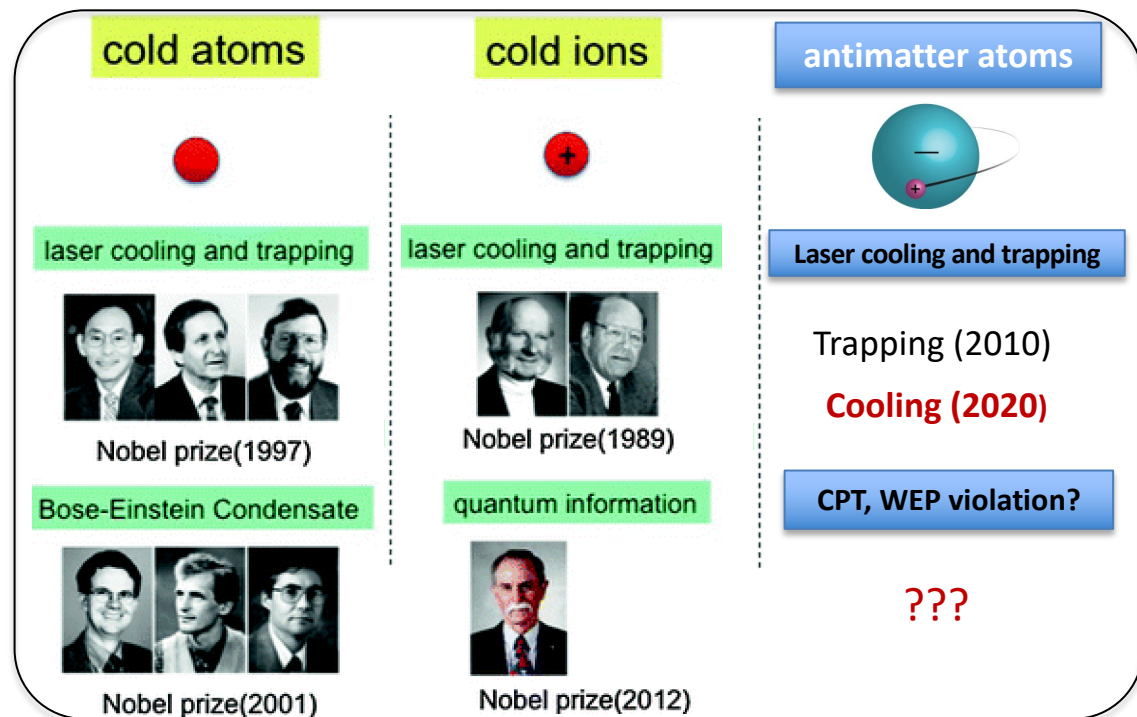 cold atoms
laser cooling and trapping
Nobel prize(1997)
Bose-Einstein Condensate
Nobel prize(2001)
cold ions
+
laser cooling and trapping
Nobel prize(1989)
quantum information
Nobel prize(2012)
antimatter atoms
—
+
Laser cooling and trapping
Trapping (2010)
Cooling (2020)
CPT, WEP violation?
???